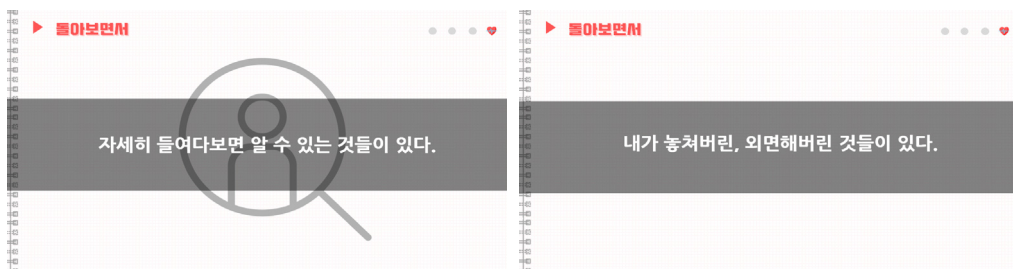 돌아보면서
자세히 들여다보면 알 수 있는 것들이 있다.
돌아보면서
내가 놓쳐버린, 외면해버린 것들이 있다.